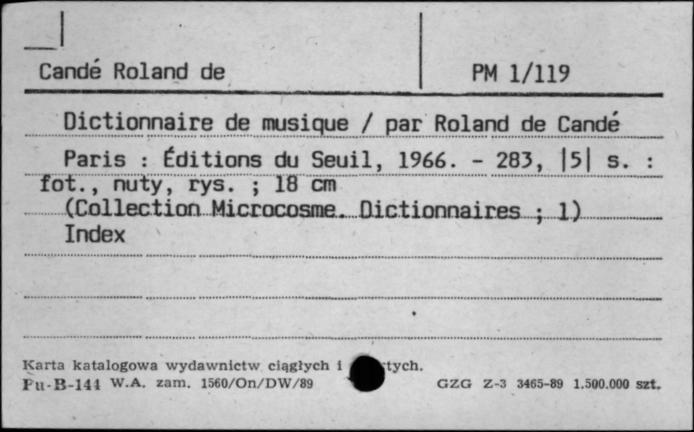 Candé Roland de PM 1/119
Dictionnaire de musique / par Roland de Candé
Paris : Éditions du Seuil, 1966. - 283, |5| s. :
fot., nuty, rys. ; 18 cm
(Collection Microcosme. Dictionnaires ; 1)
Index
Karta katalogowa wydawnictw ciągłych i tych.
Pu-B-144 W.A. zam. 1560/On/DW/89 GZG Z-3 3465-89 1.500.000 szt.